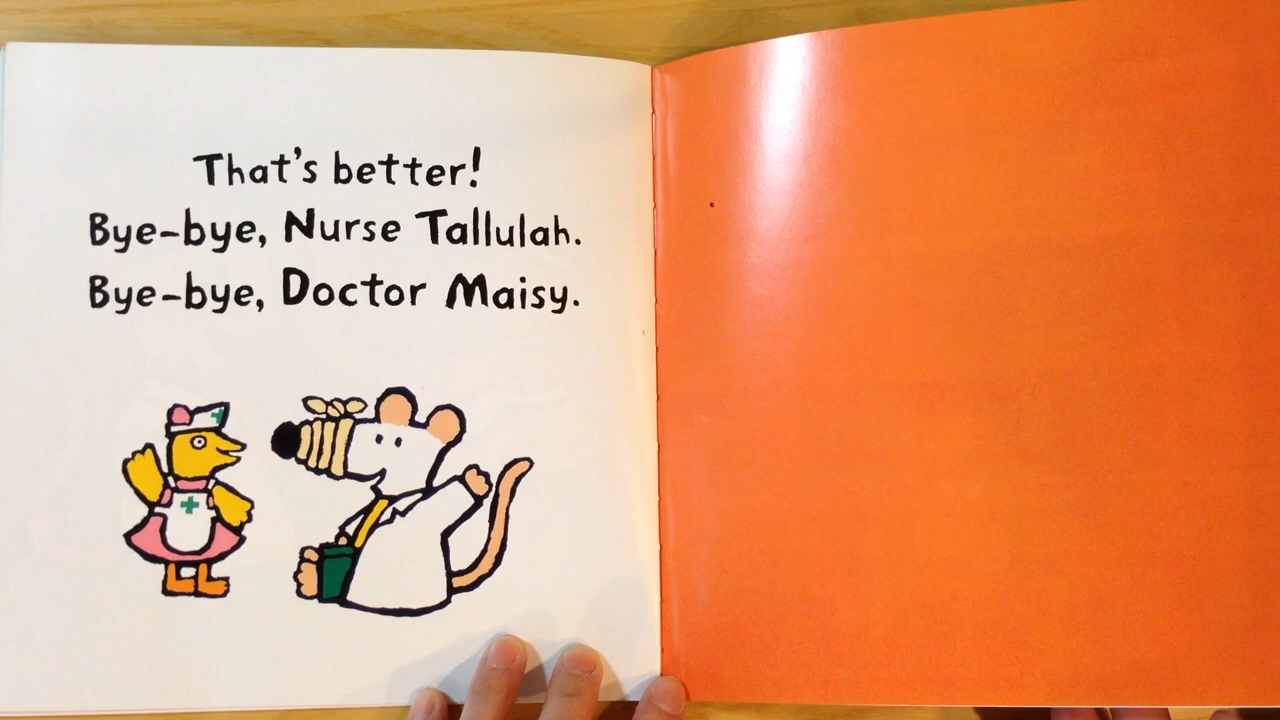 That's better!
Bye-bye, Nurse Tallulah.
Bye-bye, Doctor Maisy.